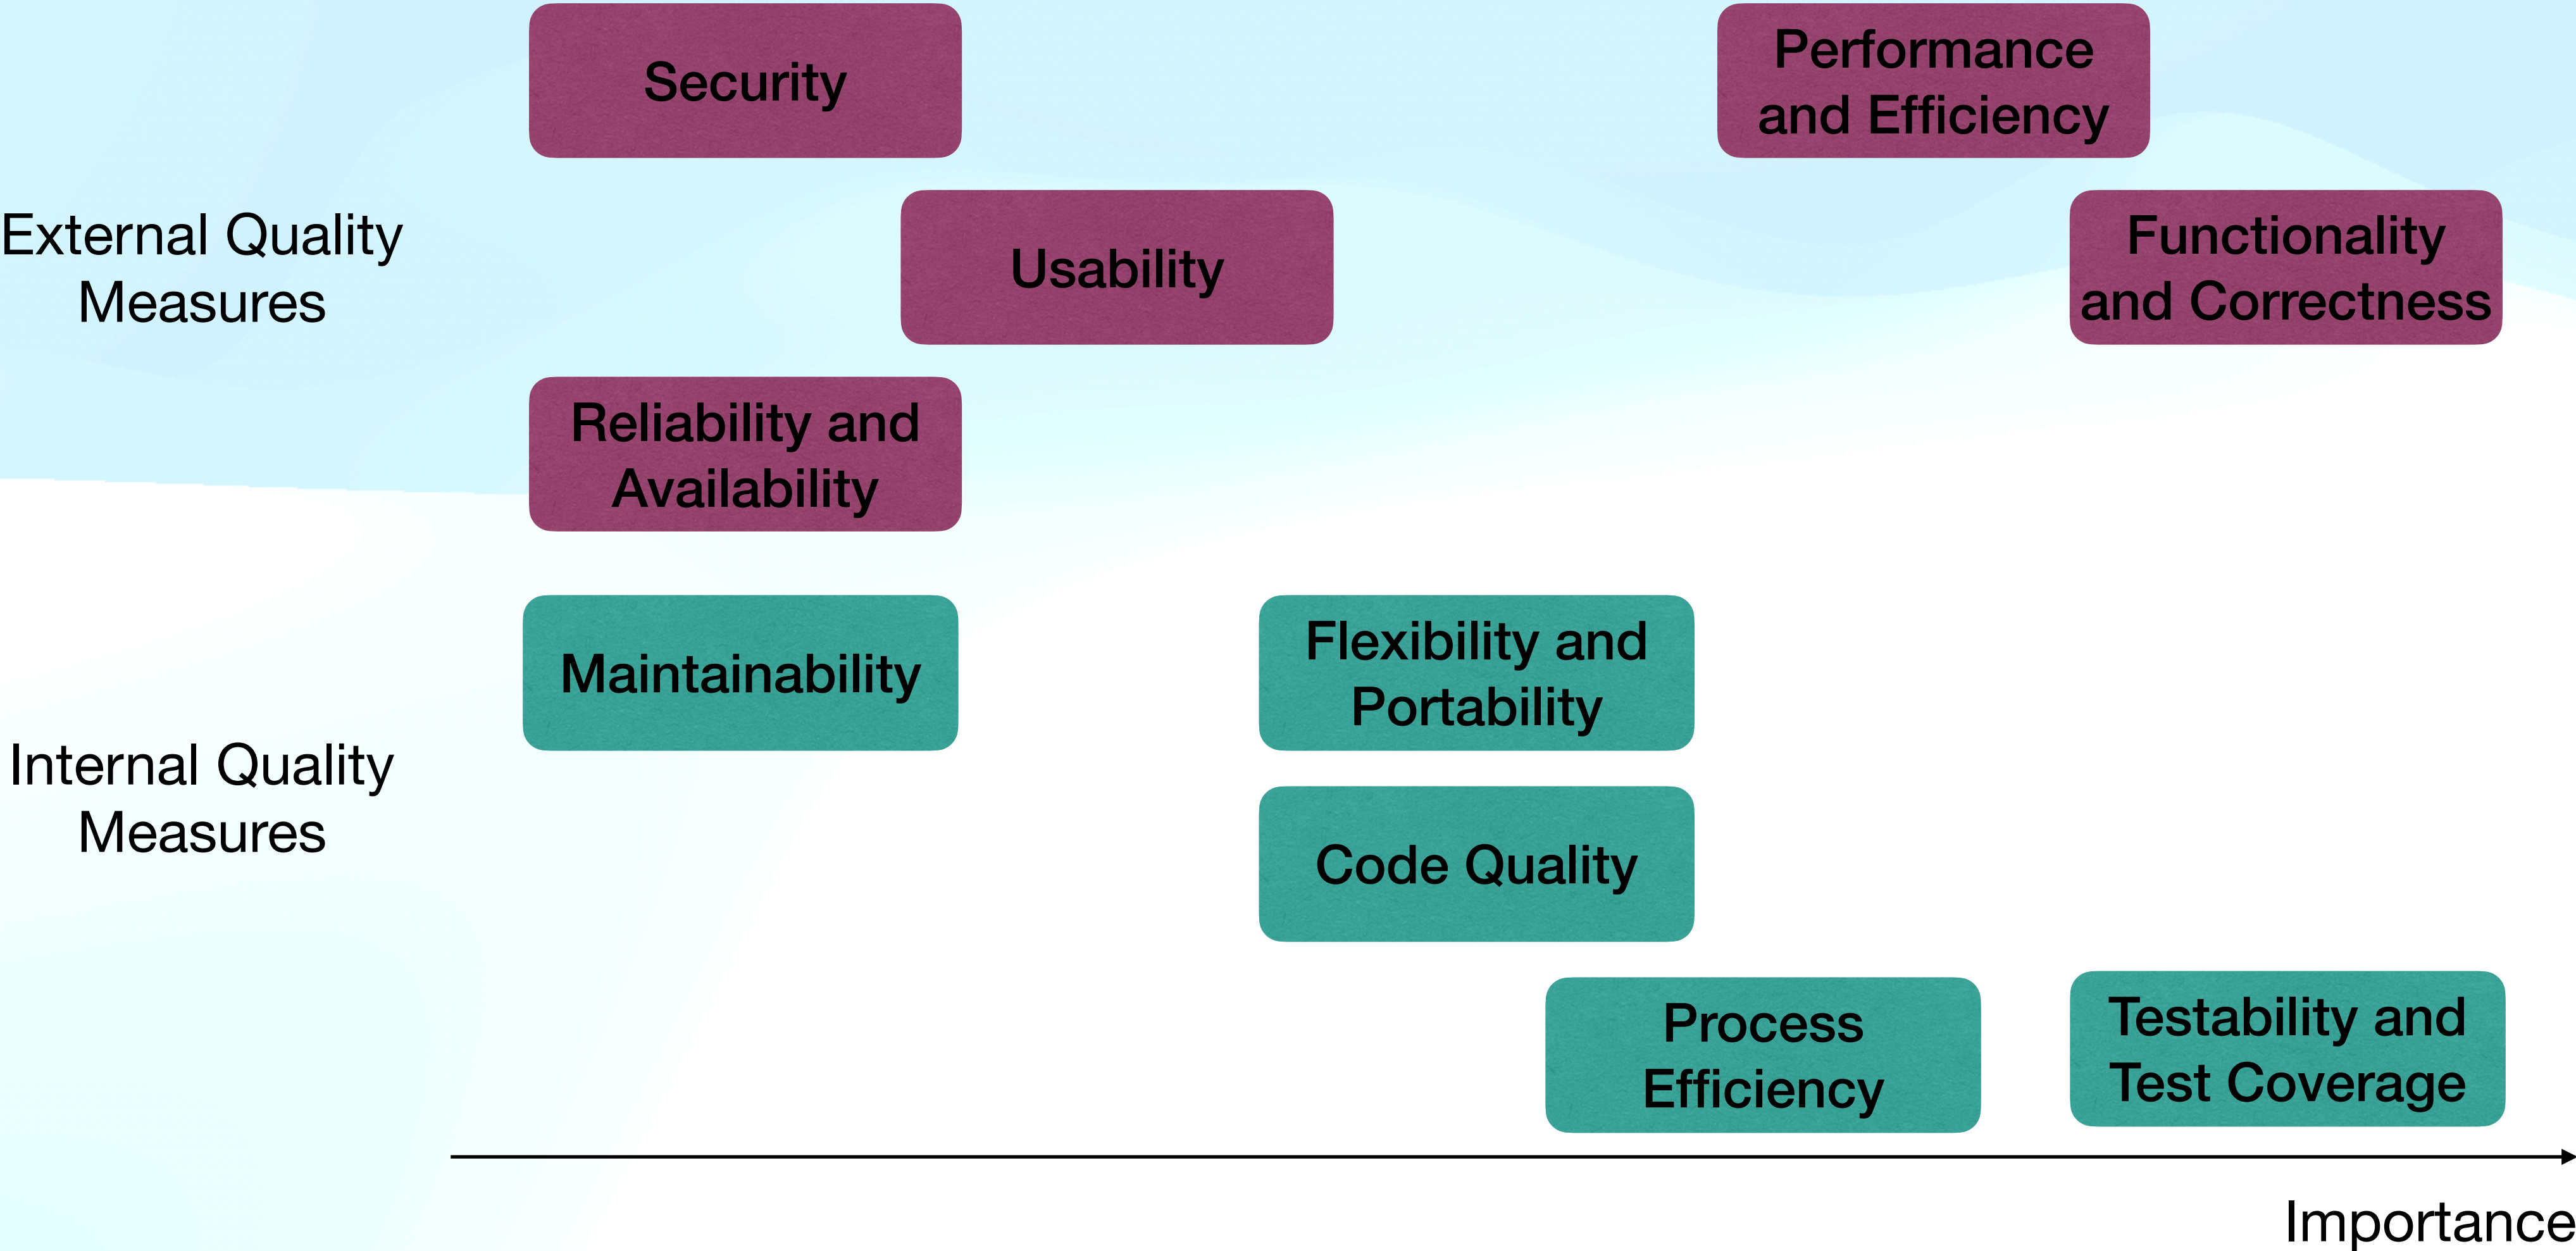 Security
Performance
and Efficiency
External Quality
Measures
Usability
Functionality
and Correctness
Reliability and
Availability
Maintainability
Flexibility and
Portability
Internal Quality
Measures
Code Quality
Process
Efficiency
Testability and
Test Coverage
Importance